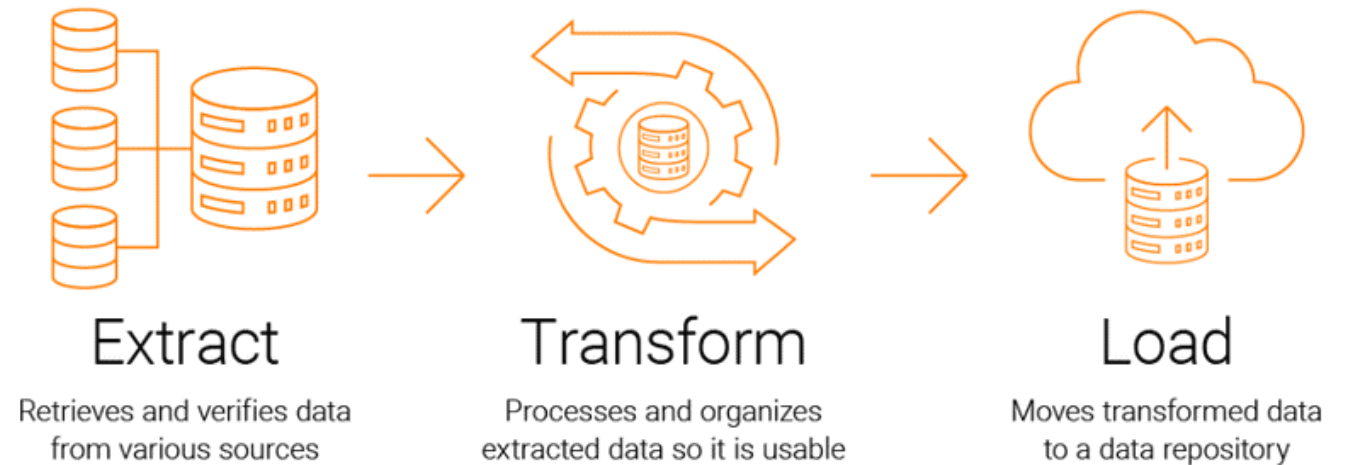 Extract
Retrieves and verifies data
from various sources
Transform
Processes and organizes
extracted data so it is usable
Load
Moves transformed data
to a data repository